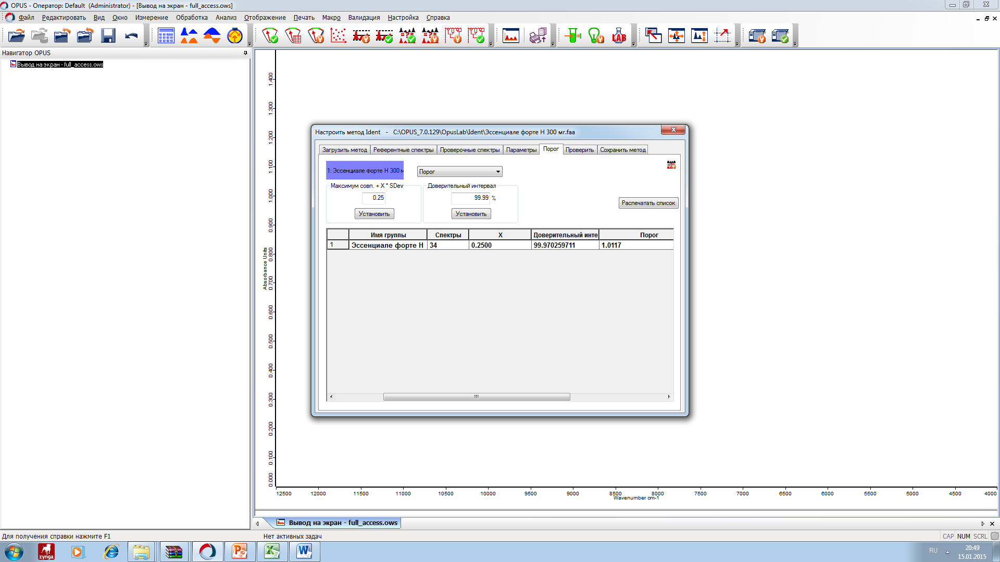 OPUS - Оператор: Default (Administrator) - [Вывод на экран - full_access.ows]
Файл Редактировать Вид Окно Измерение Обработка Анализ Отображение Печать Макро Валидация Настройка Справка
LAB
Навигатор OPUS
Вывод на экран - full_access.ows
Настроить метод Ident - C:\OPUS_7.0.129\OpusLab\Ident\Эссенциале форте Н 300 мг.faa
Загрузить метод Референтные спектры Проверочные спектры Параметры Порог Проверить Сохранить метод
1: Эссенциале форте Н 300 м
Порог
Максимум совп. + X * SDev
Доверительный интервал
0.25
99.99 %
Установить
Установить
Распечатать список
Имя группы Спектры X Доверительный инте Порог
1 Эссенциале форте Н 34 0.2500 99.970259711 1.0117
1.400
1.300
1.200
1.100
1.000
0.900
0.800
0.700
0.600
0.500
0.400
0.300
0.200
0.100
0.000
Absorbance Units
12500 12000 11500 11000 10500 10000 9500 9000 8500 8000 7500 7000 6500 6000 5500 5000 4500 4000
Wavenumber cm-1
Вывод на экран - full_access.ows
Для получения справки нажмите F1
Нет активных задач
CAP NUM SCRL
zynga
RU
20:49
15.01.2015